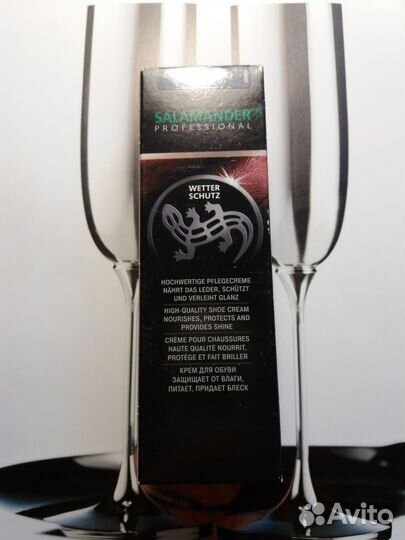 SALAMANDER
PROFESSIONAL
WETTER
SCHUTZ
HOCHWERTIGE PFLEGECREME
NÄHRT DAS LEDER, SCHÜTZT
UND VERLEIHT GLANZ
HIGH-QUALITY SHOE CREAM
NOURISHES, PROTECTS AND
PROVIDES SHINE
CRÈME POUR CHAUSSURES
HAUTE QUALITÉ NOURRIT,
PROTÈGE ET FAIT BRILLER
КРЕМ ДЛЯ ОБУВИ
ЗАЩИЩАЕТ ОТ ВЛАГИ,
ПИТАЕТ, ПРИДАЕТ БЛЕСК
Avito